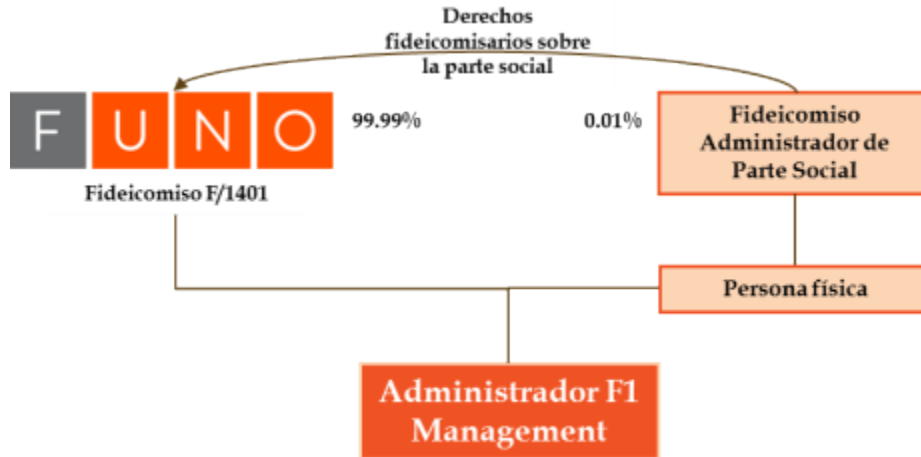 Derechos
fideicomisarios sobre
la parte social
FUNO
99.99%
0.01%
Fideicomiso
Administrador de
Parte Social
Fideicomiso F/1401
Persona física
Administrador F1
Management